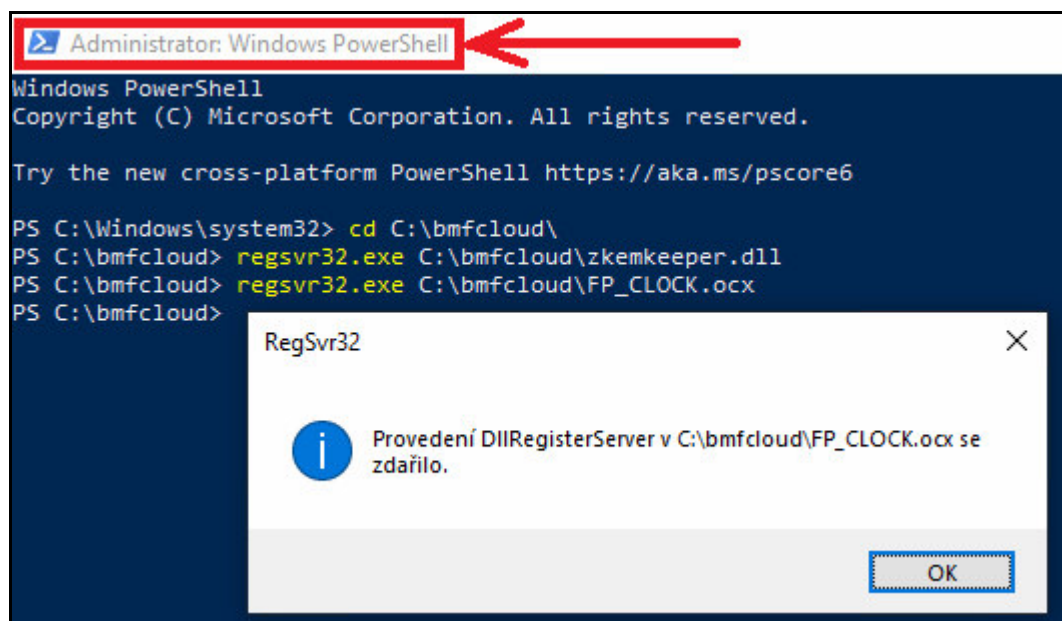 Administrator: Windows PowerShell
Windows PowerShell
Copyright (C) Microsoft Corporation. All rights reserved.
Try the new cross-platform PowerShell https://aka.ms/pscore6
PS C:\Windows\system32> cd C:\bmfcloud\
PS C:\bmfcloud> regsvr32.exe C:\bmfcloud\zkemkeeper.dll
PS C:\bmfcloud> regsvr32.exe C:\bmfcloud\FP_CLOCK.ocx
PS C:\bmfcloud>
RegSvr32
Provedení DllRegisterServer v C:\bmfcloud\FP_CLOCK.ocx se
zdařilo.
OK